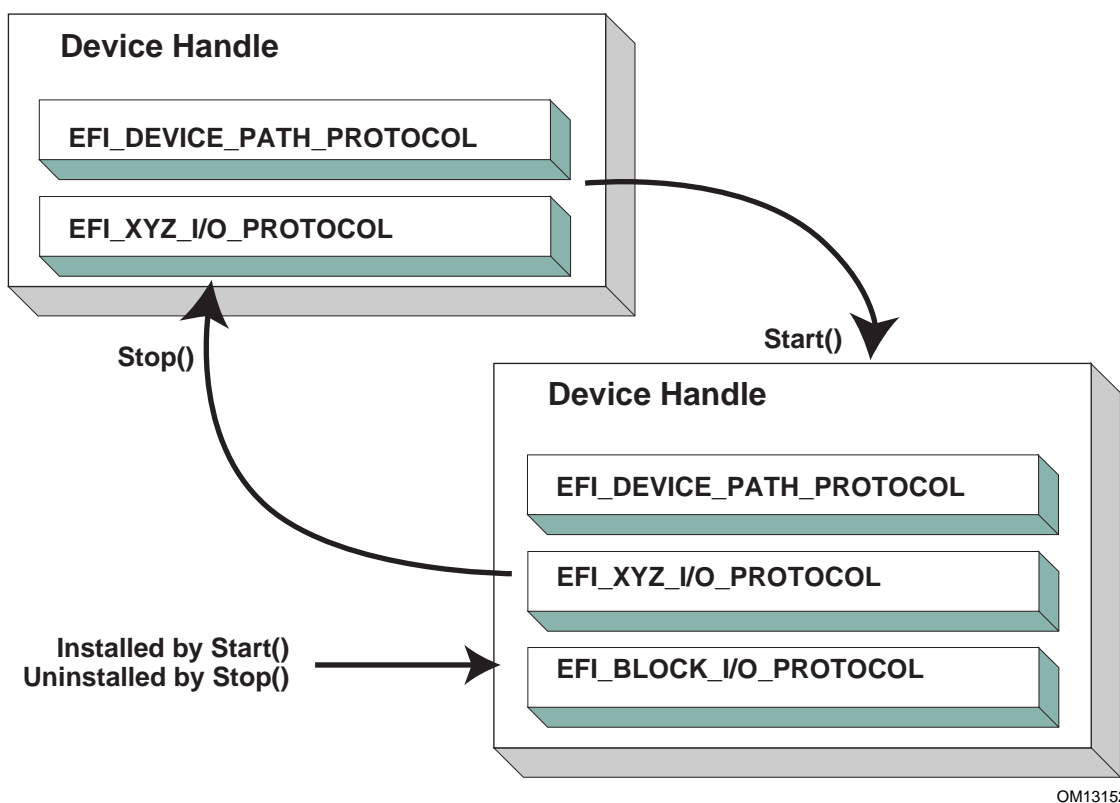 Device Handle
EFI_DEVICE_PATH_PROTOCOL
EFI_XYZ_I/O_PROTOCOL
Stop()
Start()
Device Handle
EFI_DEVICE_PATH_PROTOCOL
EFI_XYZ_I/O_PROTOCOL
Installed by Start()
Uninstalled by Stop()
EFI_BLOCK_I/O_PROTOCOL
OM13152